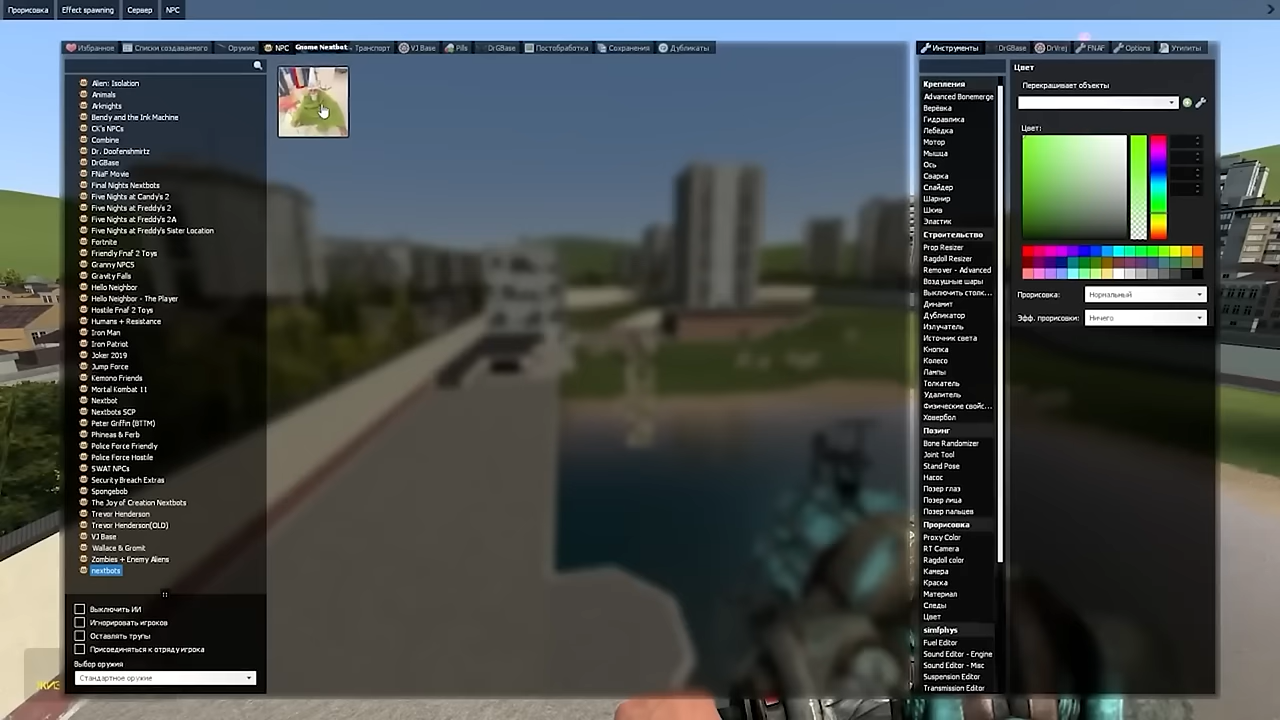 Прорисовка
Effect spawning
Сервер
NPC
Избранное
Списки создаваемого
Оружие
NPC
Gnome Nextbot
Транспорт
VJ Base
Pills
DrGBase
Постобработка
Сохранения
Дубликаты
Инструменты
DrGBase
DrVrej
FNAF
Options
Утилиты
Alien: Isolation
Animals
Arknights
Bendy and the Ink Machine
CK's NPCs
Combine
Dr. Doofenshmirtz
DrGBase
FNaF Movie
Final Nights Nextbots
Five Nights at Candy's 2
Five Nights at Freddy's 2
Five Nights at Freddy's 2A
Five Nights at Freddy's Sister Location
Fortnite
Friendly Fnaf 2 Toys
Granny NPCS
Gravity Falls
Hello Neighbor
Hello Neighbor - The Player
Hostile Fnaf 2 Toys
Humans + Resistance
Iron Man
Iron Patriot
Joker 2019
Jump Force
Kemono Friends
Mortal Kombat 11
Nextbot
Nextbots SCP
Peter Griffin (BTTM)
Phineas & Ferb
Police Force Friendly
Police Force Hostile
SWAT NPCs
Security Breach Extras
Spongebob
The Joy of Creation Nextbots
Trevor Henderson
Trevor Henderson(OLD)
VJ Base
Wallace & Gromit
Zombies + Enemy Aliens
nextbots
Выключить ИИ
Игнорировать игроков
Оставлять трупы
Присоединяться к отряду игрока
Выбор оружия
Стандартное оружие
Крепления
Advanced Bonemerge
Верёвка
Гидравлика
Лебёдка
Мотор
Мышца
Ось
Сварка
Слайдер
Шарнир
Шкив
Эластик
Строительство
Prop Resizer
Ragdoll Resizer
Remover - Advanced
Воздушные шары
Выключить столк...
Динамит
Дубликатор
Излучатель
Источник света
Кнопка
Колесо
Лампы
Толкатель
Удалитель
Физические свойс...
Ховербол
Позинг
Bone Randomizer
Joint Tool
Stand Pose
Насос
Позер глаз
Позер лица
Позер пальцев
Прорисовка
Proxy Color
RT Camera
Ragdoll color
Камера
Краска
Материал
Следы
Цвет
simfphys
Fuel Editor
Sound Editor - Engine
Sound Editor - Misc
Suspension Editor
Transmission Editor
Цвет
Перекрашивает объекты
Цвет:
Прорисовка:
Нормальный
Эфф. прорисовки:
Ничего